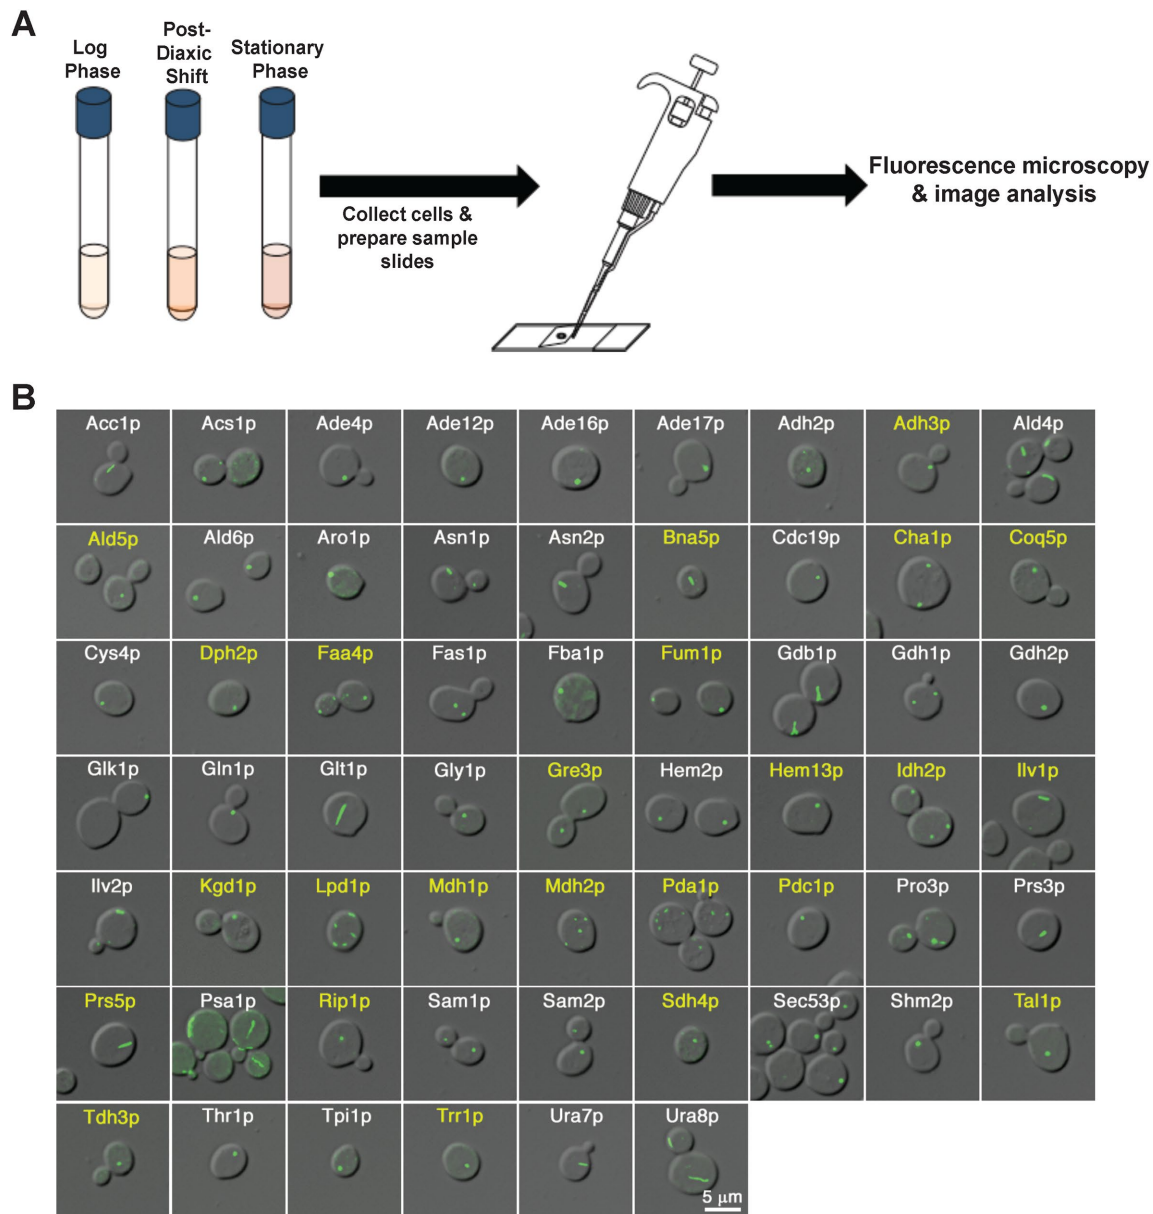 A
Log
Phase
Post-
Diaxic
Shift
Stationary
Phase
Collect cells &
prepare sample
slides
Fluorescence microscopy
& image analysis
B
Acc1p Acs1p Ade4p Ade12p Ade16p Ade17p Adh2p Adh3p Ald4p
Ald5p Ald6p Aro1p Asn1p Asn2p Bna5p Cdc19p Cha1p Coq5p
Cys4p Dph2p Faa4p Fas1p Fba1p Fum1p Gdb1p Gdh1p Gdh2p
Glk1p Gln1p Glt1p Gly1p Gre3p Hem2p Hem13p Idh2p Ilv1p
Ilv2p Kgd1p Lpd1p Mdh1p Mdh2p Pda1p Pdc1p Pro3p Prs3p
Prs5p Psa1p Rip1p Sam1p Sam2p Sdh4p Sec53p Shm2p Tal1p
Tdh3p Thr1p Tpi1p Trr1p Ura7p Ura8p
5 μm